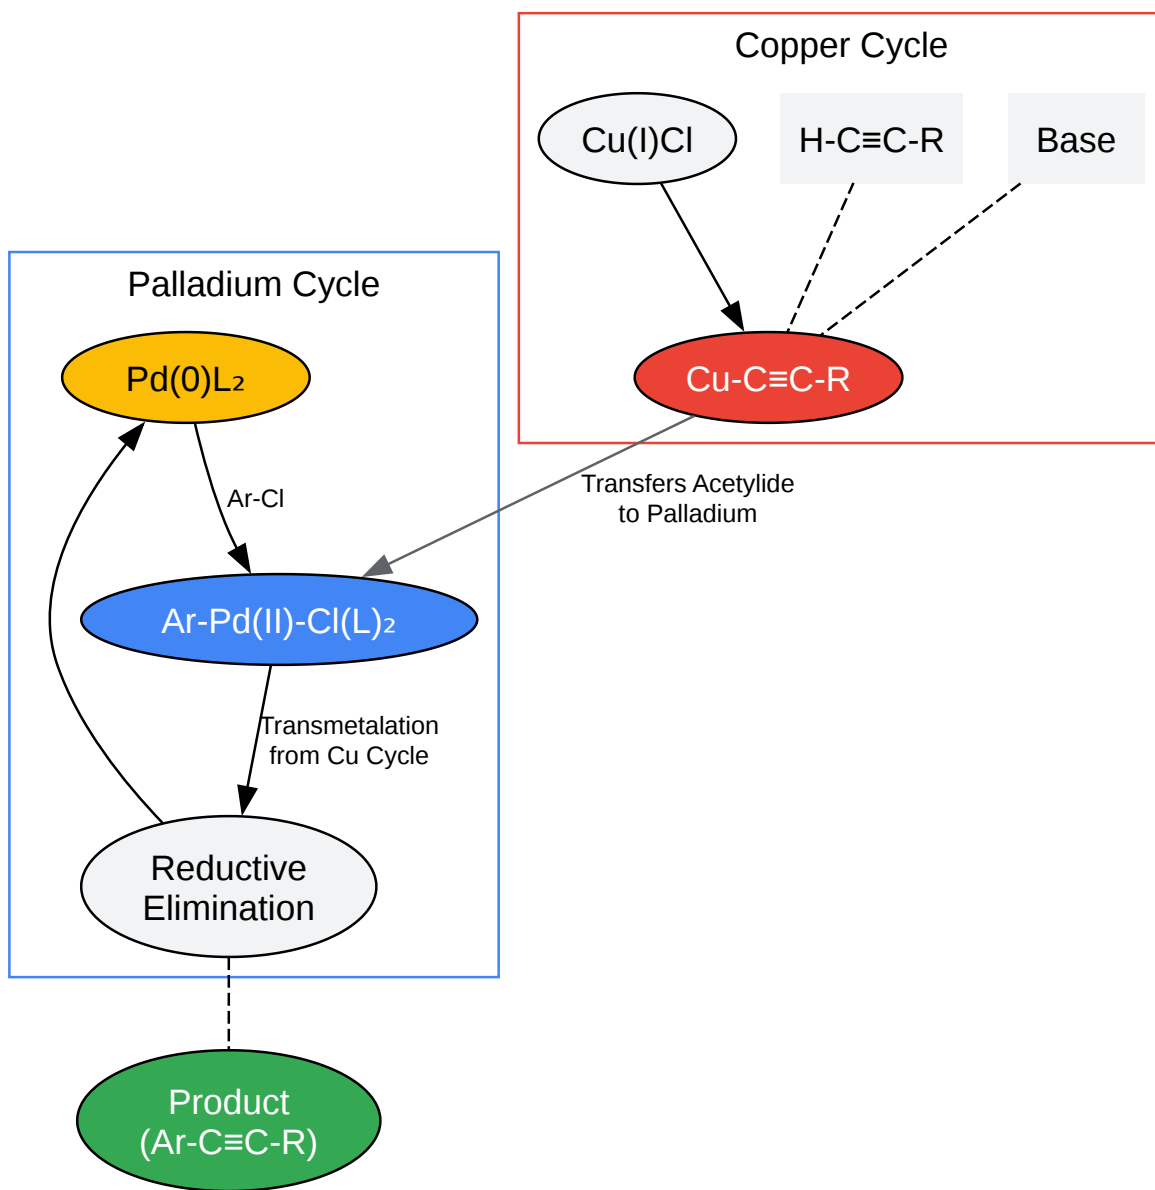 Copper Cycle
Cu(I)Cl
H-C≡C-R
Base
Palladium Cycle
Pd(0)L₂
Cu-C≡C-R
Ar-Cl
Transfers Acetylide
to Palladium
Ar-Pd(II)-Cl(L)₂
Transmetalation
from Cu Cycle
Reductive
Elimination
Product
(Ar-C≡C-R)